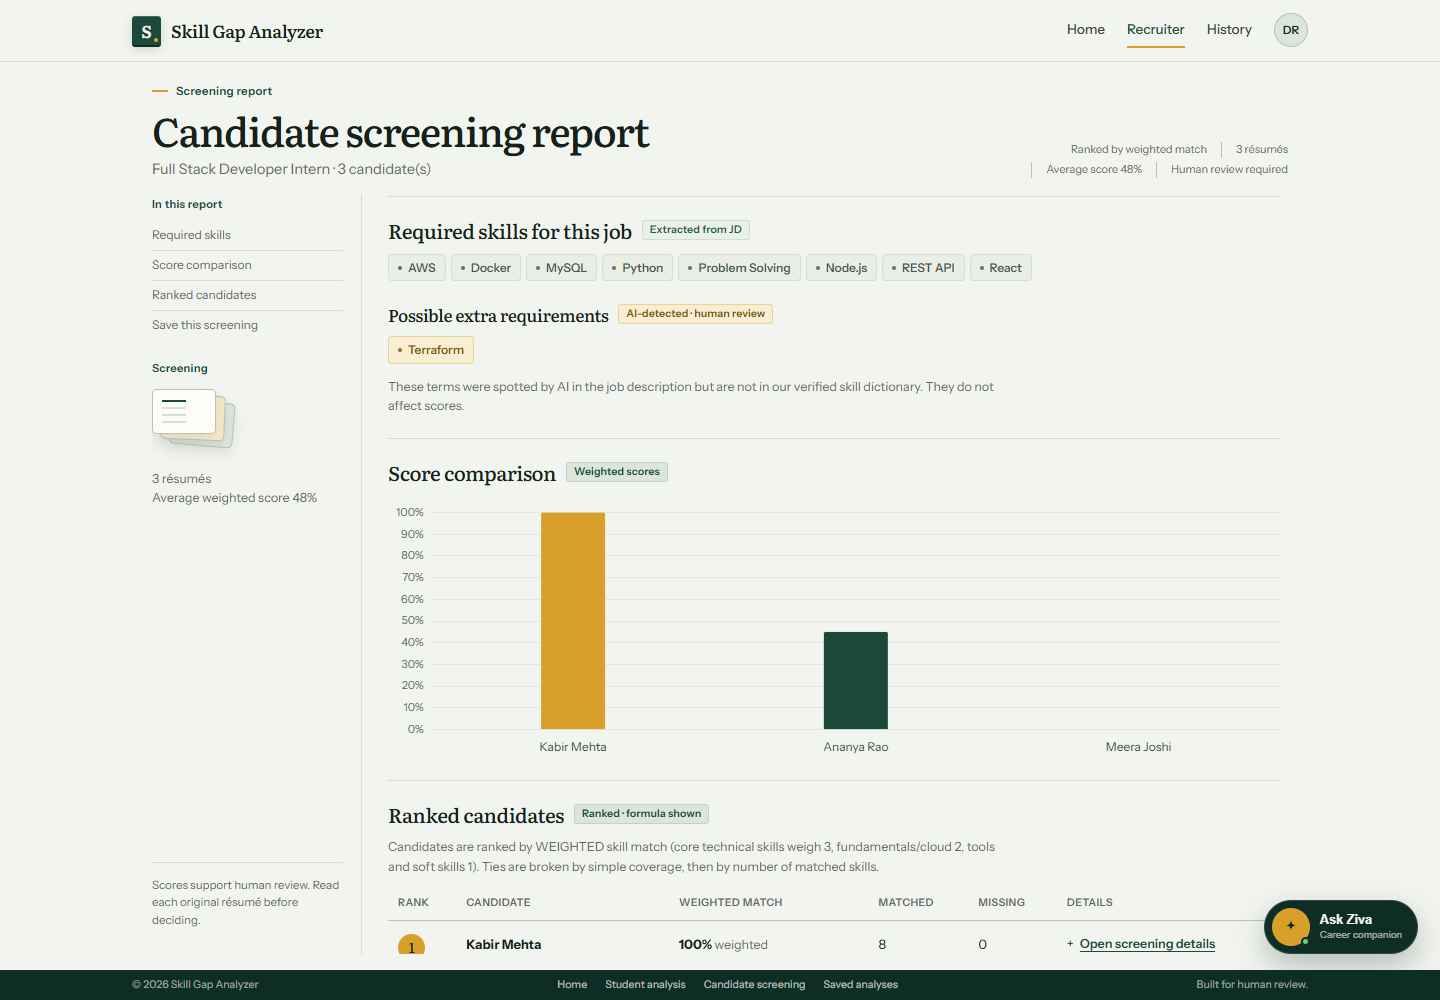 S.
Skill Gap Analyzer
Home
Recruiter
History
DR
Screening report
Candidate screening report
Full Stack Developer Intern · 3 candidate(s)
Ranked by weighted match
3 résumés
Average score 48%
Human review required
In this report
Required skills
Score comparison
Ranked candidates
Save this screening
Screening
3 résumés
Average weighted score 48%
Scores support human review. Read
each original résumé before
deciding.
Required skills for this job
Extracted from JD
AWS
Docker
MySQL
Python
Problem Solving
Node.js
REST API
React
Possible extra requirements
AI-detected · human review
Terraform
These terms were spotted by AI in the job description but are not in our verified skill dictionary. They do not
affect scores.
Score comparison
Weighted scores
100%
90%
80%
70%
60%
50%
40%
30%
20%
10%
0%
Kabir Mehta
Ananya Rao
Meera Joshi
Ranked candidates
Ranked · formula shown
Candidates are ranked by WEIGHTED skill match (core technical skills weigh 3, fundamentals/cloud 2, tools
and soft skills 1). Ties are broken by simple coverage, then by number of matched skills.
RANK CANDIDATE WEIGHTED MATCH MATCHED MISSING DETAILS
1 Kabir Mehta 100% weighted 8 0 + Open screening details
Ask Ziva
Career companion
© 2026 Skill Gap Analyzer
Home
Student analysis
Candidate screening
Saved analyses
Built for human review.